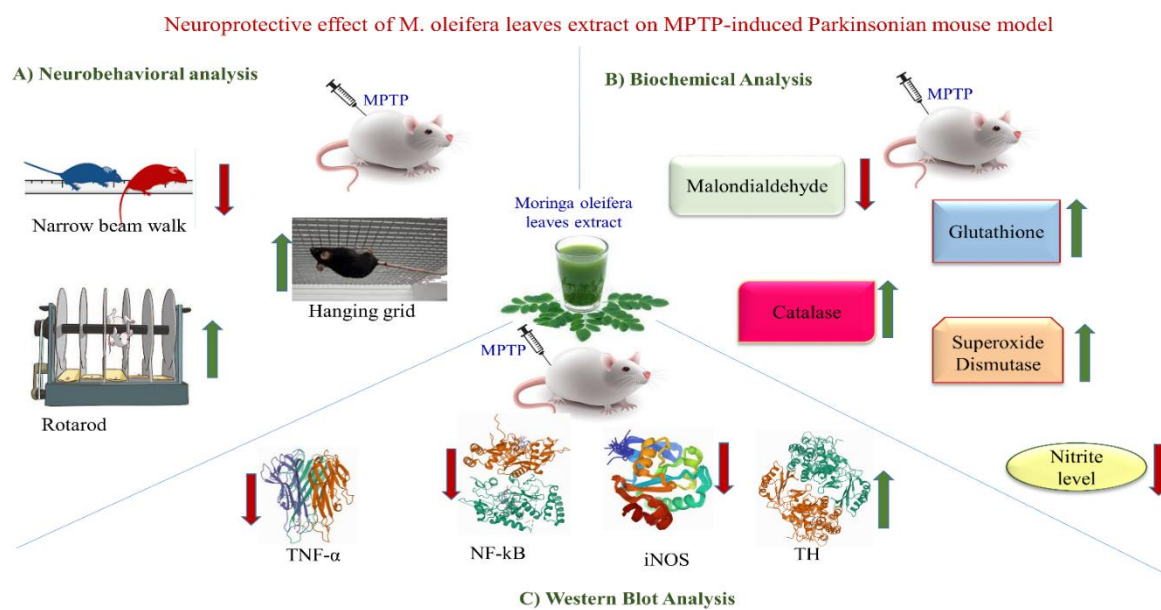 Neuroprotective effect of M. oleifera leaves extract on MPTP-induced Parkinsonian mouse model
A) Neurobehavioral analysis
MPTP
Narrow beam walk
Hanging grid
Rotarod
Moringa oleifera
leaves extract
B) Biochemical Analysis
MPTP
Malondialdehyde
Glutathione
Catalase
Superoxide
Dismutase
Nitrite
level
MPTP
TNF-α
NF-kB
iNOS
TH
C) Western Blot Analysis